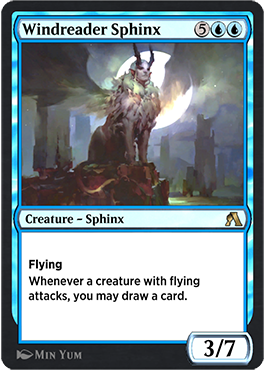 Windreader Sphinx 5
Creature – Sphinx
Flying
Whenever a creature with flying
attacks, you may draw a card.
Min Yum
3/7